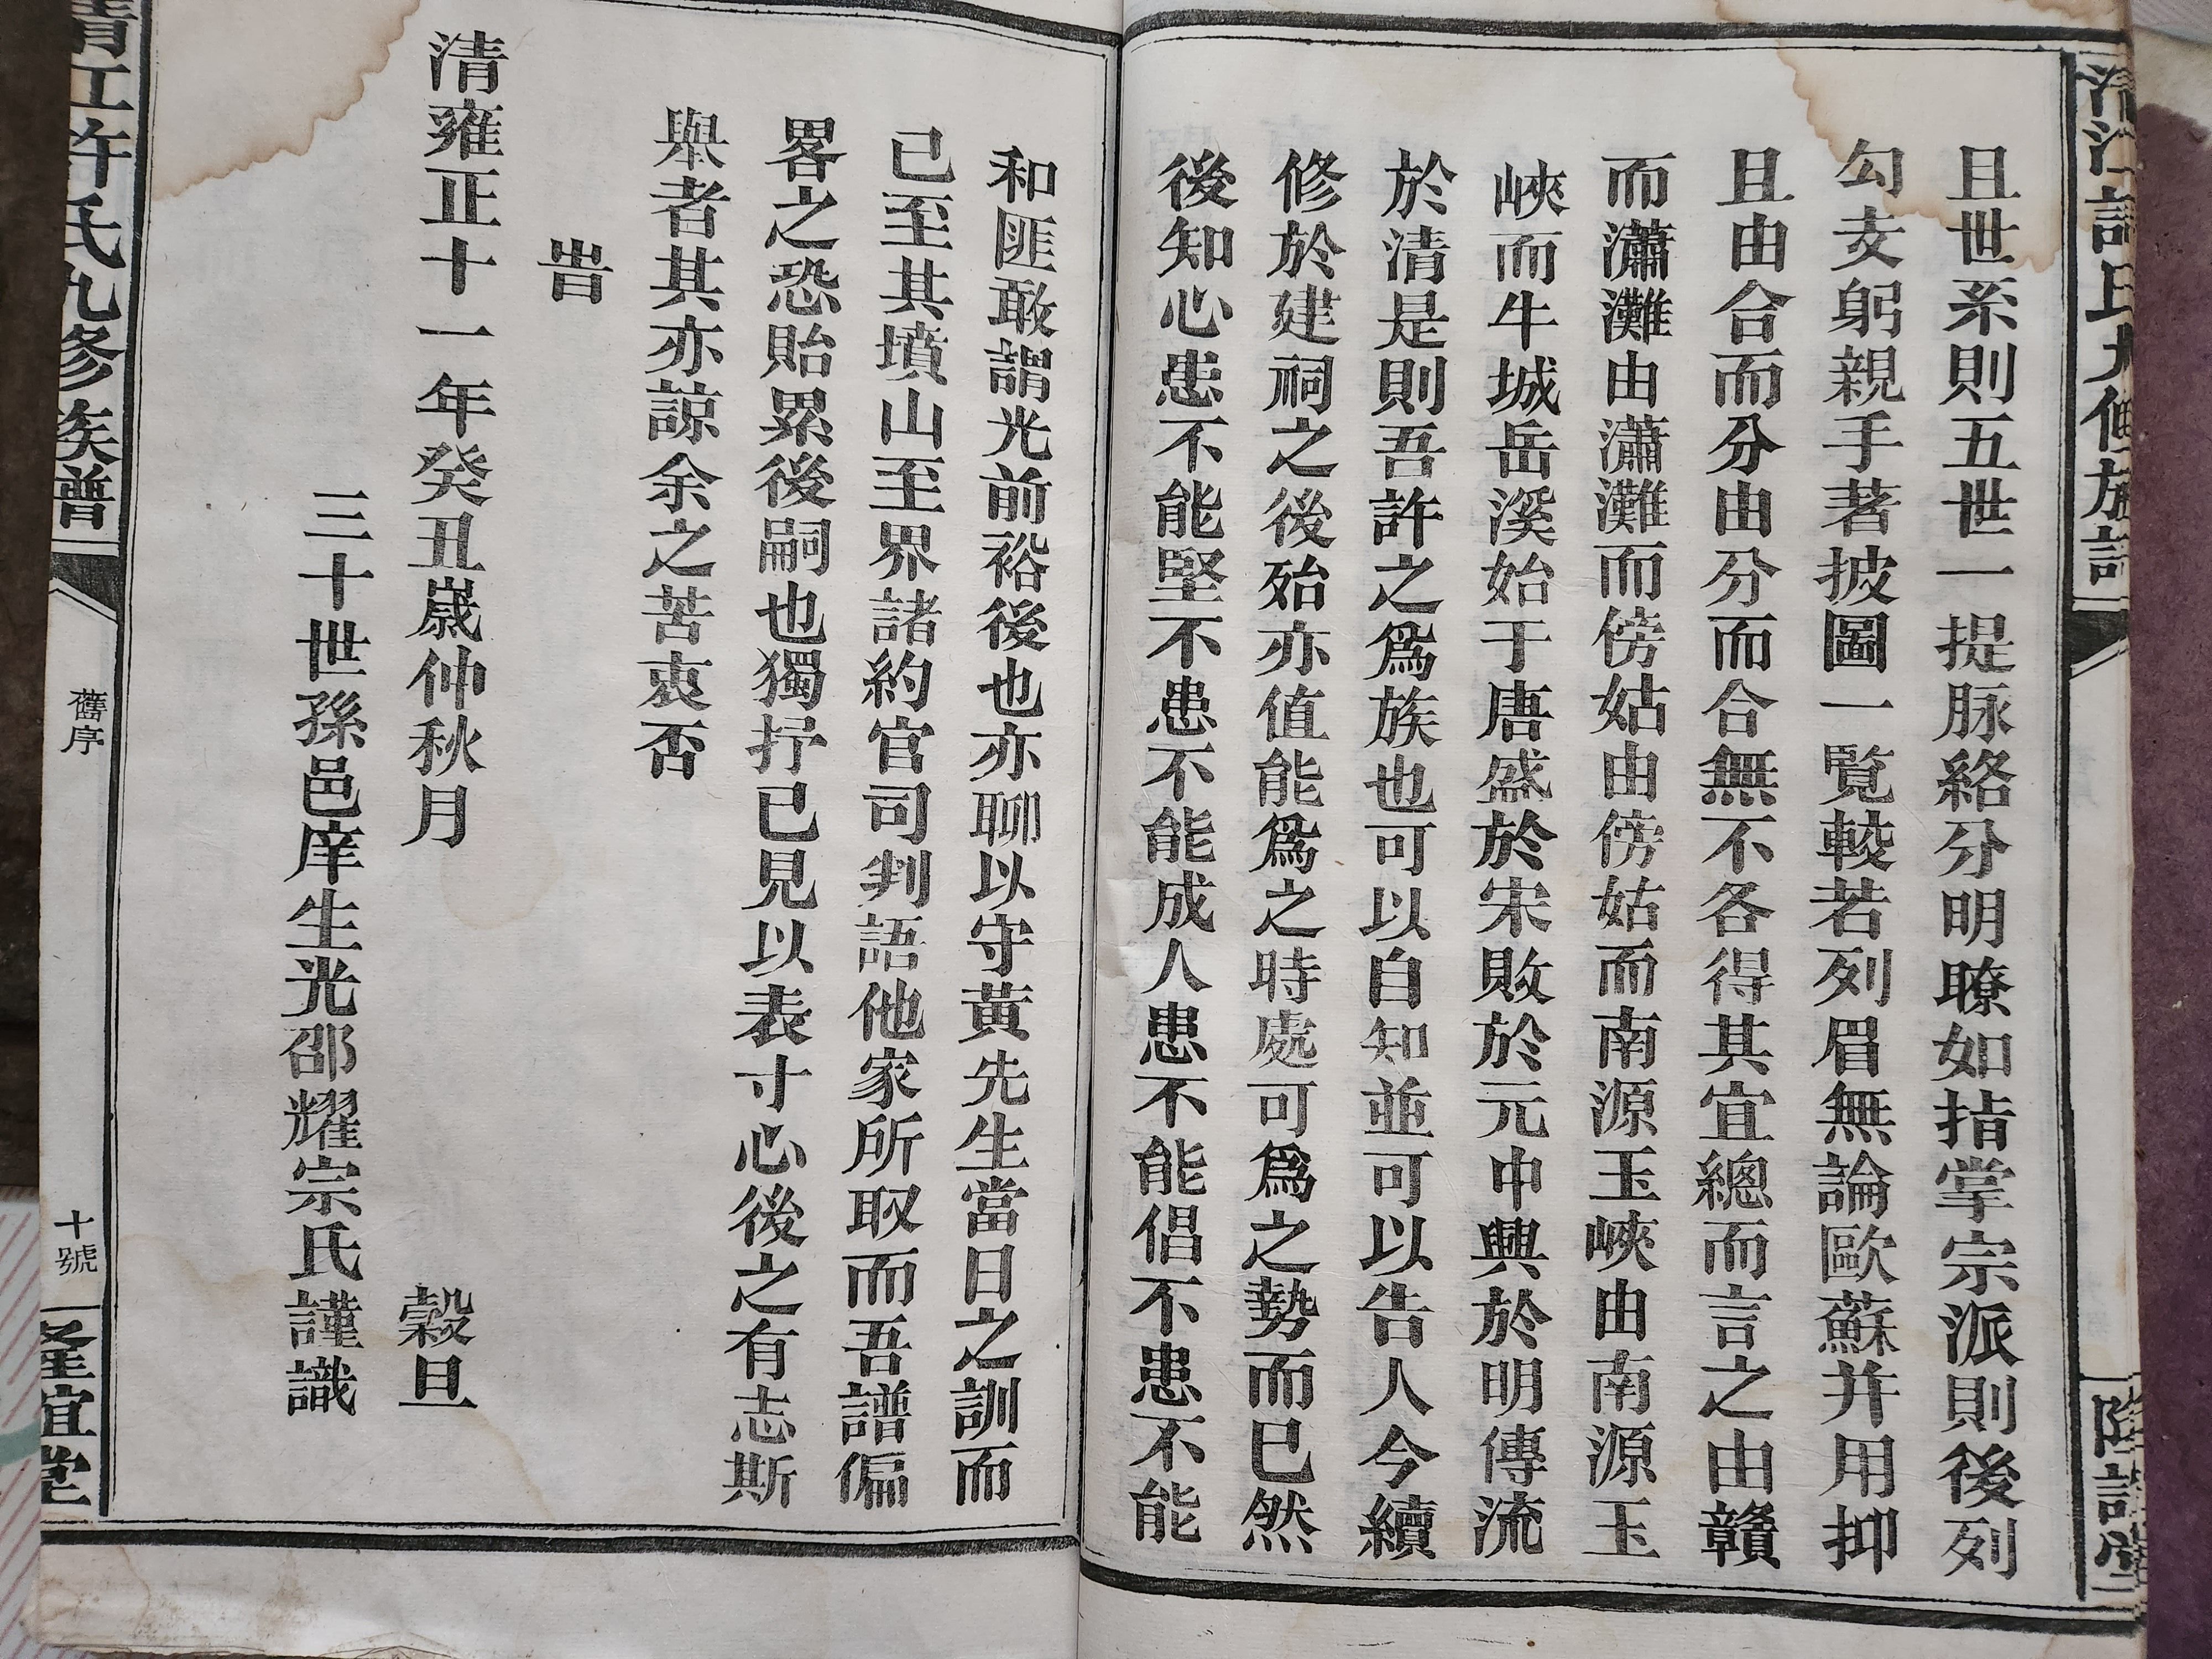 且世系則五世一提脉絡分明瞭如指掌宗派則後列
勾支躬親手著披圖一覽較若列眉無論歐蘇并用抑
且由合而分由分而合無不各得其宜總而言之由贛
而瀟灘由瀟灘而傍姑由傍姑而南源玉峽由南源玉
峽而牛城岳溪始于唐盛於宋敗於元中興於明傳流
於清是則吾許之爲族也可以自知並可以告人今續
修於建祠之後殆亦值能爲之時處可爲之勢而已然
後知心患不能堅不患不能成人患不能倡不患不能
和匪敢謂光前裕後也亦聊以守黃先生當日之訓而
已至其墳山至界諸約官司判語他家所取而吾譜偏
畧之恐貽累後嗣也獨抒已見以表寸心後之有志斯
舉者其亦諒余之苦衷否
旹
清雍正十一年癸丑歲仲秋月 穀旦
三十世孫邑庠生光邵耀宗氏謹識
清江許氏九修族譜
舊序
十號